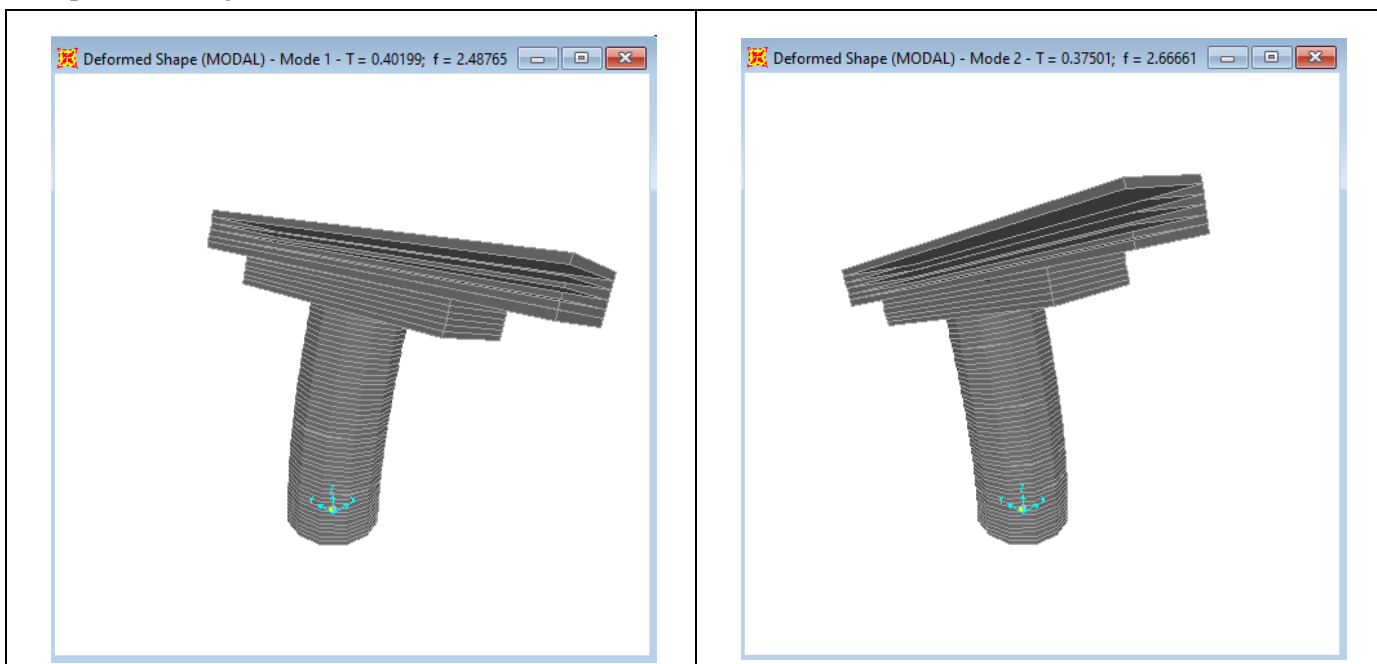 Deformed Shape (MODAL) - Mode 1 - T = 0.40199; f = 2.48765
Deformed Shape (MODAL) - Mode 2 - T = 0.37501; f = 2.66661
Z
Y X
Z
Y X